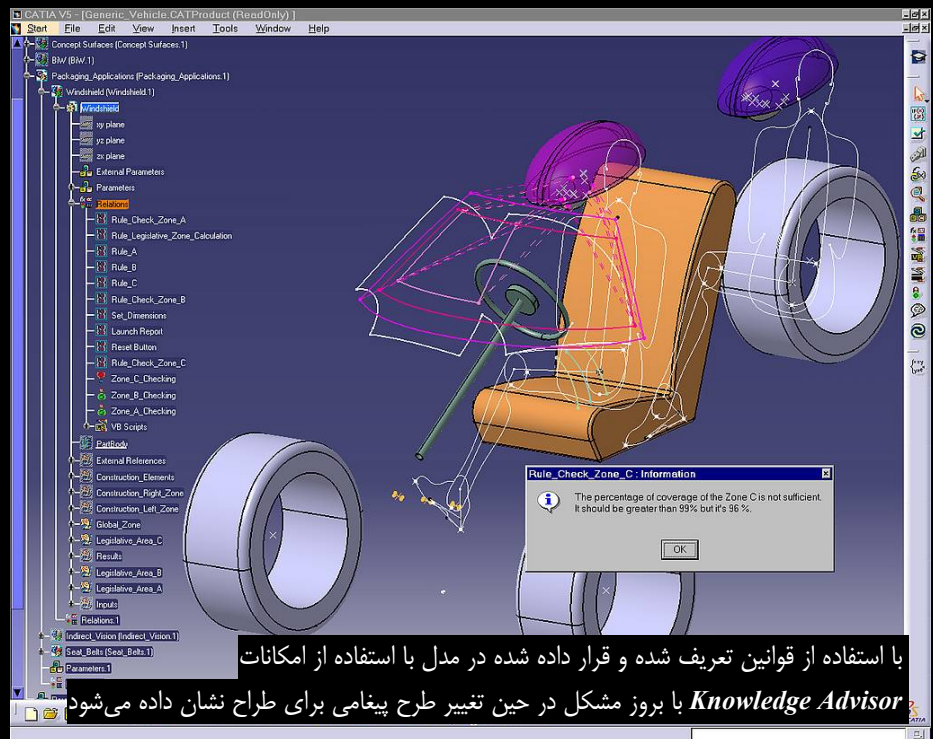 CATIA V5 - [Generic_Vehicle.CATProduct (ReadOnly) ]
Start File Edit View Insert Tools Window Help
Concept Surfaces (Concept Surfaces.1)
BiW (BiW.1)
Packaging_Applications (Packaging_Applications.1)
Windshield (Windshield.1)
Windshield
xy plane
yz plane
zx plane
External Parameters
Parameters
Relations
Rule_Check_Zone_A
Rule_Legislative_Zone_Calculation
Rule_A
Rule_B
Rule_C
Rule_Check_Zone_B
Set_Dimensions
Launch Report
Reset Button
Rule_Check_Zone_C
Zone_C_Checking
Zone_B_Checking
Zone_A_Checking
VB Scripts
PartBody
External References
Construction_Elements
Construction_Right_Zone
Construction_Left_Zone
Global_Zone
Legislative_Area_C
Results
Legislative_Area_B
Legislative_Area_A
Inputs
Relations.1
Indirect_Vision (Indirect_Vision.1)
Seat_Belts (Seat_Belts.1)
Parameters.1
Rule_Check_Zone_C : Information
The percentage of coverage of the Zone C is not sufficient.
It should be greater than 99% but it's 96 %.
OK
با استفاده از قوانین تعریف شده و قرار داده شده در مدل با استفاده از امکانات
Knowledge Advisor با بروز مشکل در حین تغییر طرح پیغامی برای طراح نشان داده می‌شود